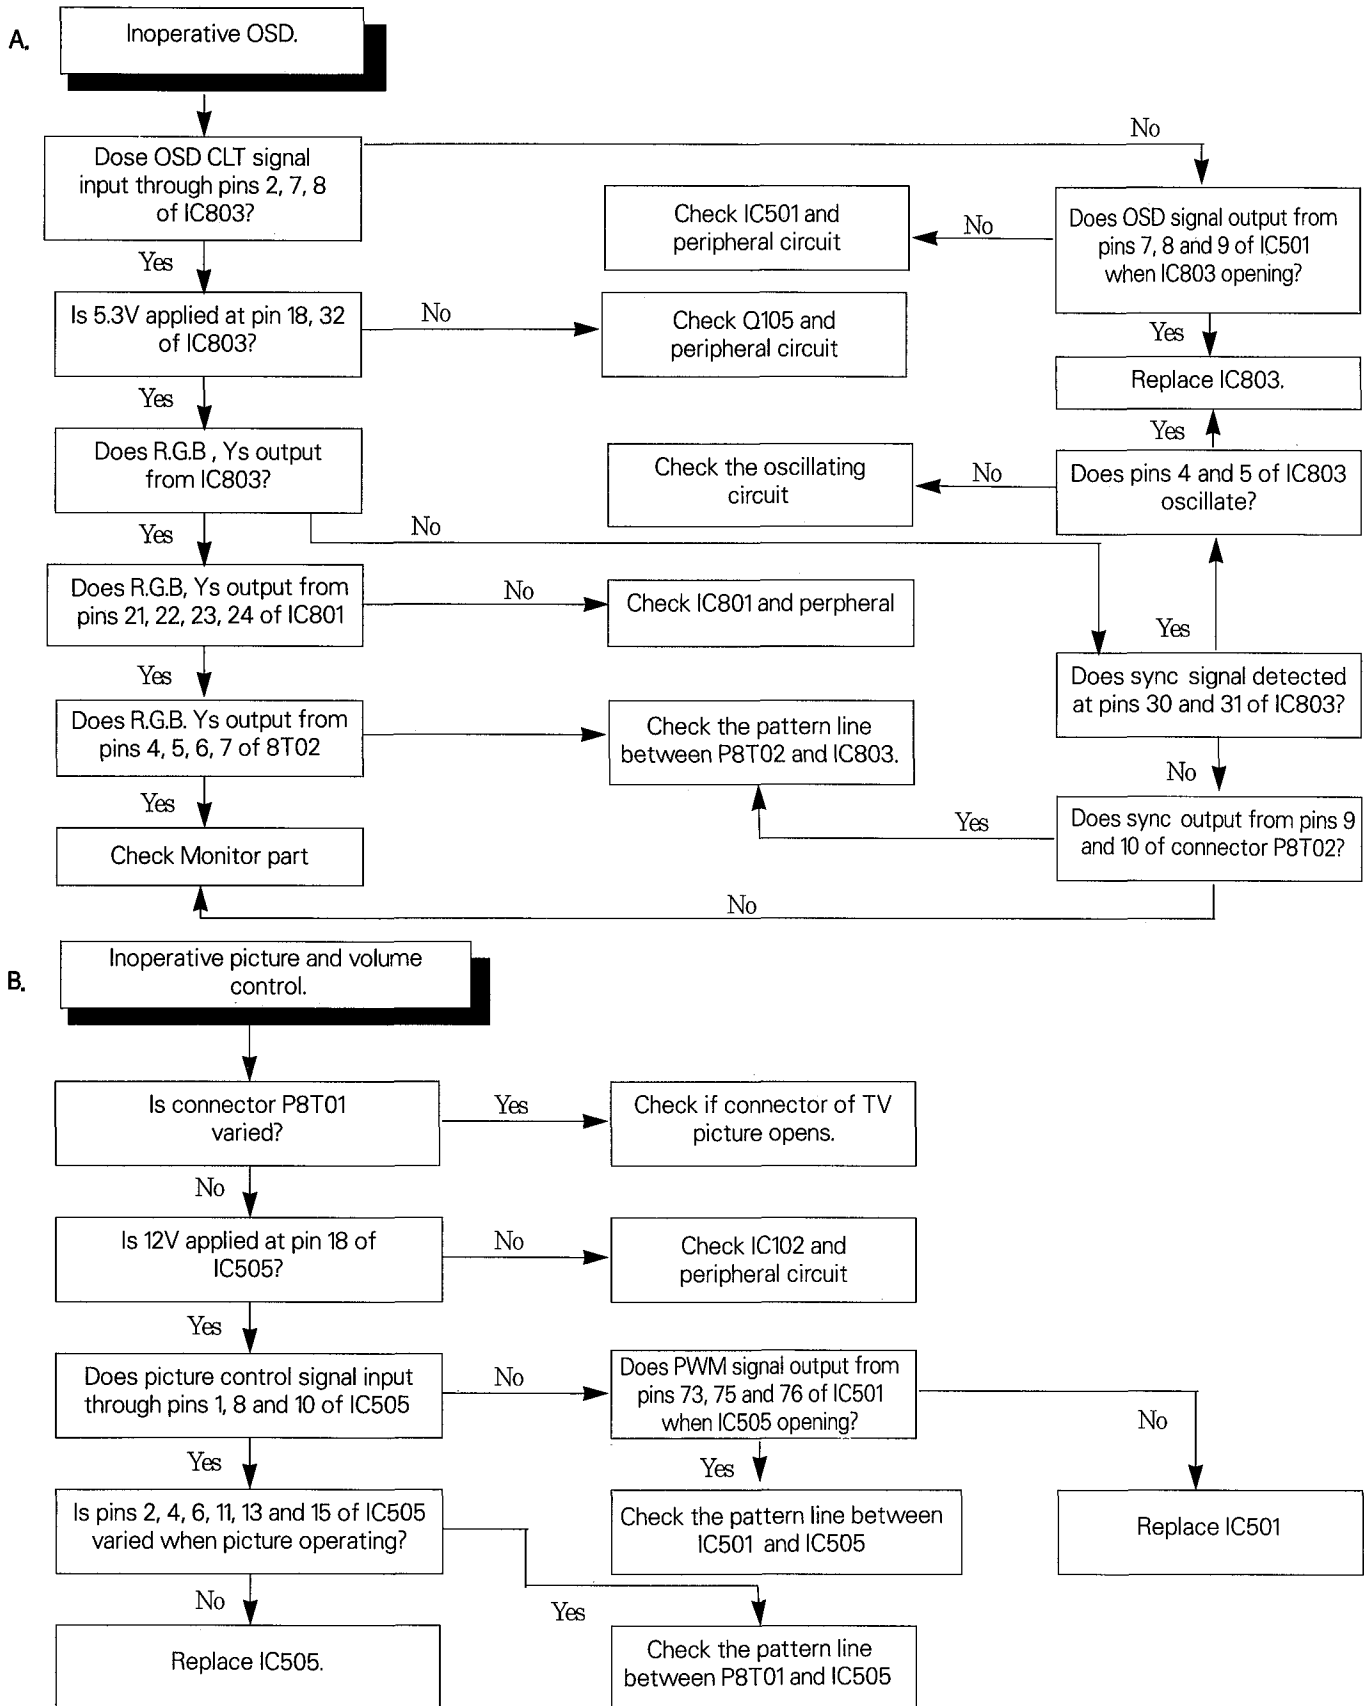 A.
Inoperative OSD.
No
Dose OSD CLT signal
input through pins 2, 7, 8
of IC803?
Check IC501 and
peripheral circuit
No
Does OSD signal output from
pins 7, 8 and 9 of IC501
when IC803 opening?
Yes
Is 5.3V applied at pin 18, 32
of IC803?
No
Check Q105 and
peripheral circuit
Yes
Replace IC803.
Yes
Yes
Does R.G.B , Ys output
from IC803?
Check the oscillating
circuit
No
Does pins 4 and 5 of IC803
oscillate?
Yes
No
Does R.G.B, Ys output from
pins 21, 22, 23, 24 of IC801
No
Check IC801 and perpheral
Yes
Yes
Does sync signal detected
at pins 30 and 31 of IC803?
Does R.G.B. Ys output from
pins 4, 5, 6, 7 of 8T02
Check the pattern line
between P8T02 and IC803.
No
Yes
Yes
Does sync output from pins 9
and 10 of connector P8T02?
Check Monitor part
No
B.
Inoperative picture and volume
control.
Is connector P8T01
varied?
Yes
Check if connector of TV
picture opens.
No
Is 12V applied at pin 18 of
IC505?
No
Check IC102 and
peripheral circuit
Yes
Does picture control signal input
through pins 1, 8 and 10 of IC505
No
Does PWM signal output from
pins 73, 75 and 76 of IC501
when IC505 opening?
No
Yes
Yes
Is pins 2, 4, 6, 11, 13 and 15 of IC505
varied when picture operating?
Check the pattern line between
IC501 and IC505
Replace IC501
No
Yes
Replace IC505.
Check the pattern line
between P8T01 and IC505